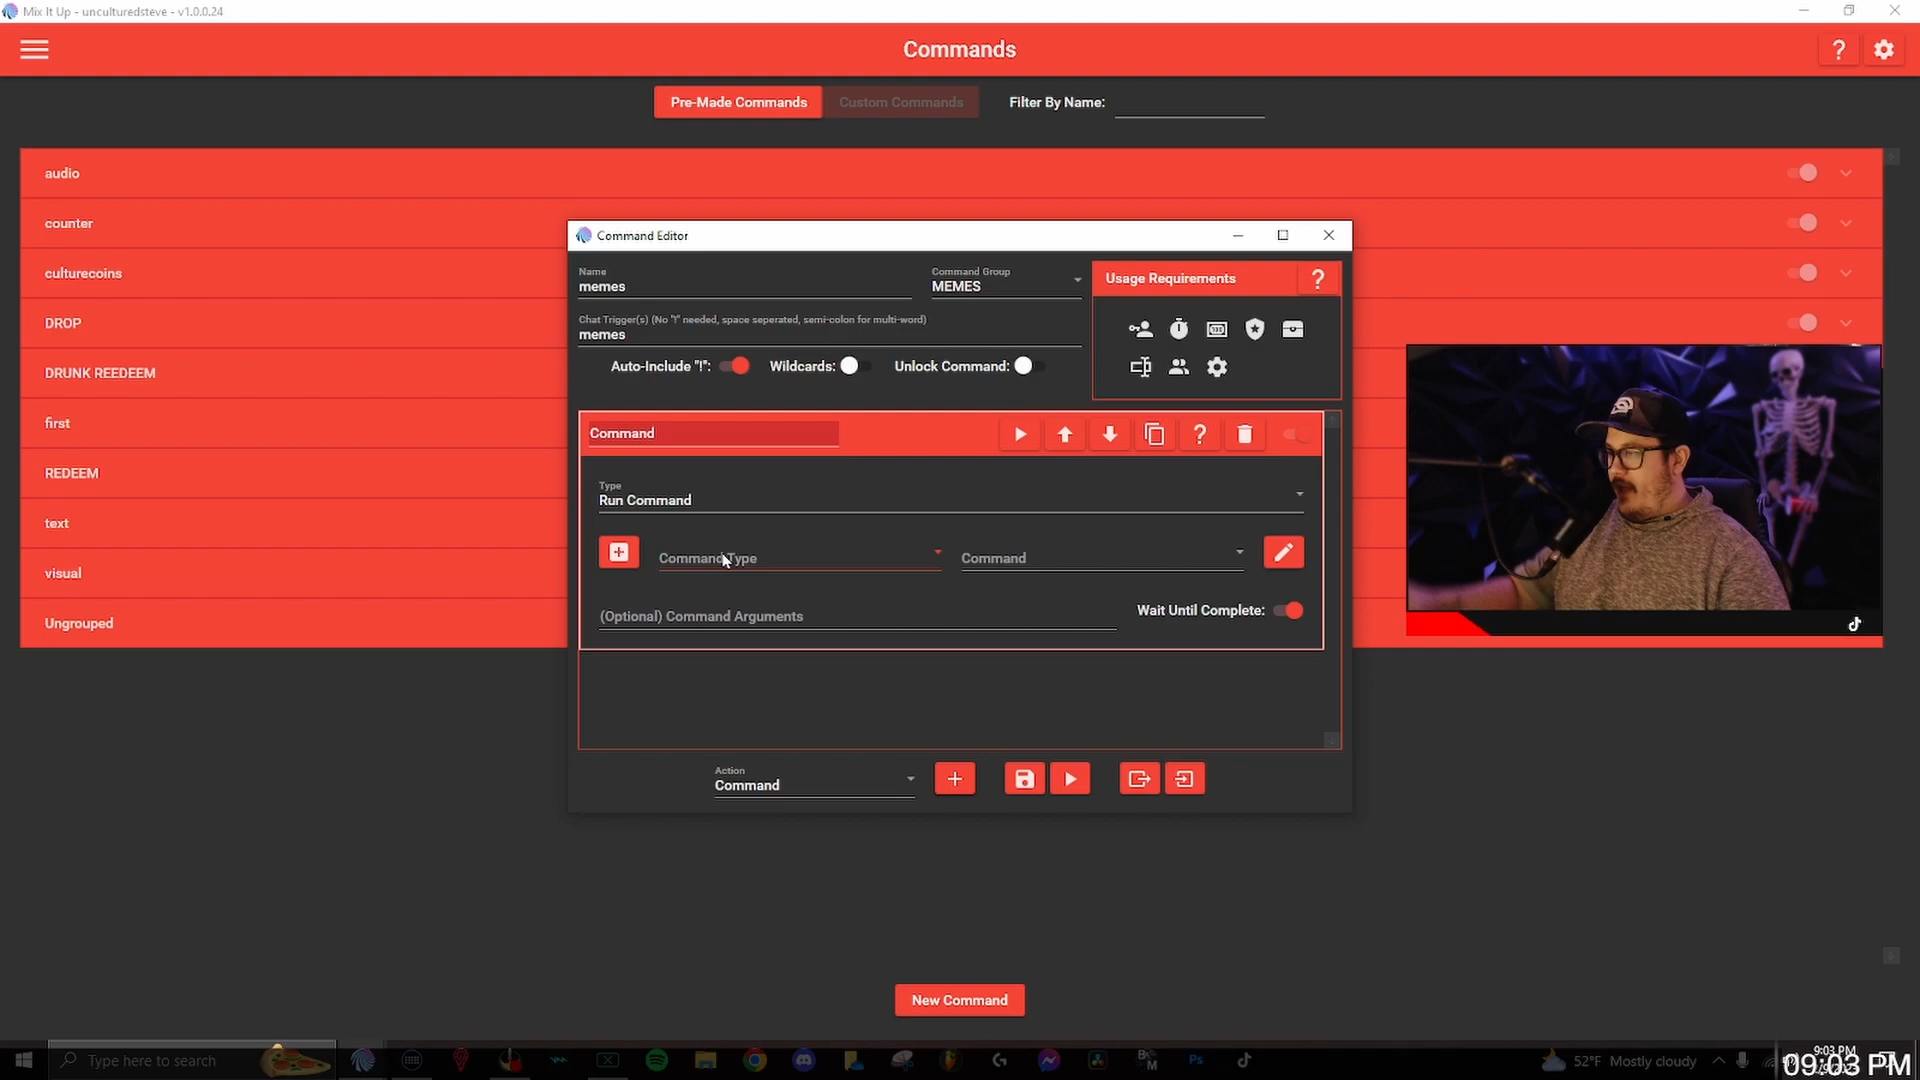 Mix It Up - unculturedsteve - v1.0.0.24
Commands
?
Pre-Made Commands
Custom Commands
Filter By Name:
audio
counter
culturecoins
DROP
DRUNK REEDEEM
first
REDEEM
text
visual
Ungrouped
Command Editor
Name
memes
Command Group
MEMES
Usage Requirements
?
Chat Trigger(s) (No "!" needed, space seperated, semi-colon for multi-word)
memes
Auto-Include "!":
Wildcards:
Unlock Command:
Command
?
Type
Run Command
Command Type
Command
(Optional) Command Arguments
Wait Until Complete:
Action
Command
New Command
Type here to search
Ps
52°F Mostly cloudy
9:03 PM
09:03 PM